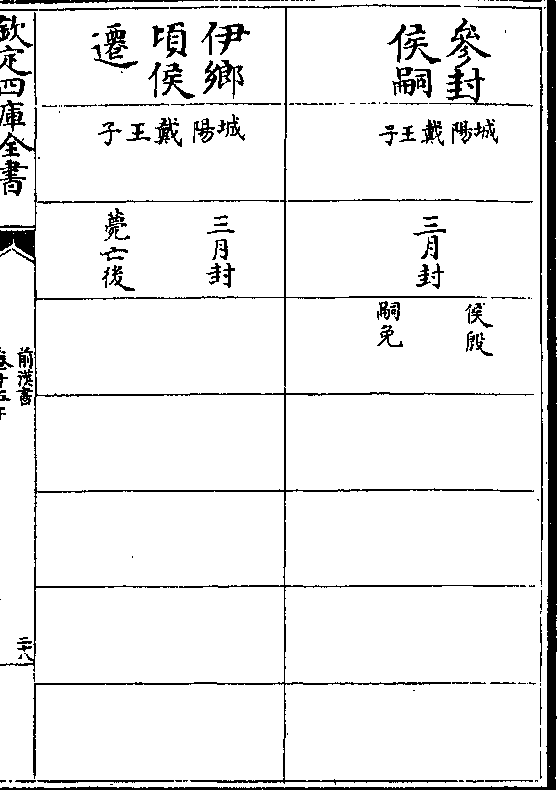 參封
侯嗣
城陽戴王子
三月封
侯殷
嗣免
伊鄉
頃侯
遷
城陽戴王子
三月封
薨亡後
欽定四庫全書
前漢書
卷十五下
二十八